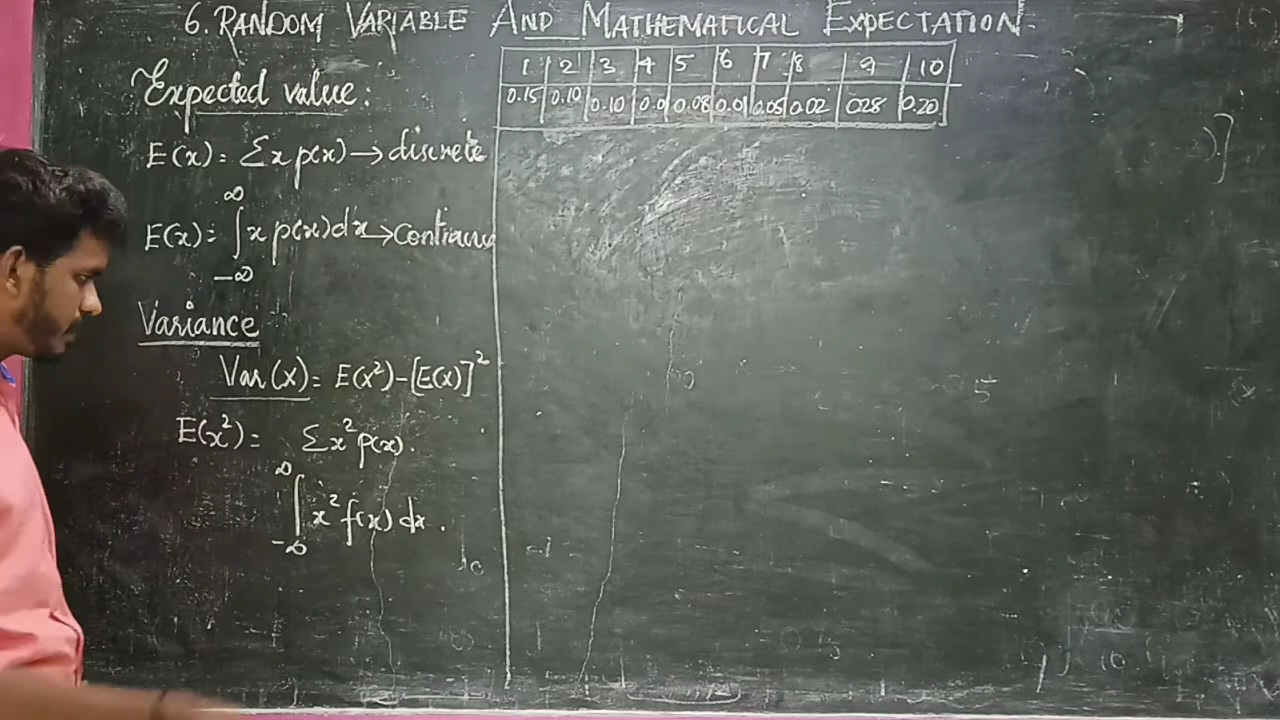 6. RANDOM VARIABLE AND MATHEMATICAL EXPECTATION.
Expected value:
E(x) = Σx p(x) → discrete
E(x) = ∫ x p(x) dx →
∞
-∞
Variance
Var(x) = E(x²) - [E(x)]²
E(x²) = Σx² p(x).
∞
∫ x² f(x) dx.
-∞
1 2 3 4 5 6 7 8 9 10
0.15 0.10 0.10 0.08 0.05 0.02 0.28 0.20